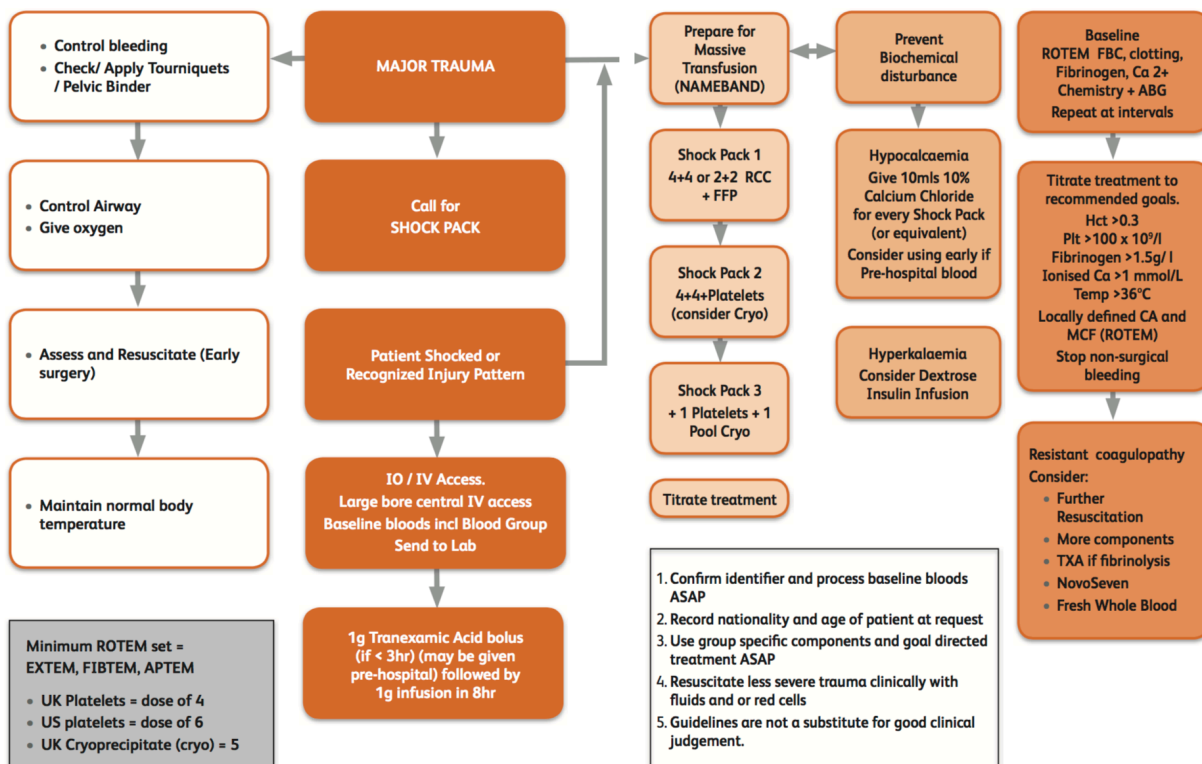 Control bleeding
Check/ Apply Tourniquets
/ Pelvic Binder
Control Airway
Give oxygen
Assess and Resuscitate (Early
surgery)
Maintain normal body
temperature
Minimum ROTEM set =
EXTEM, FIBTEM, APTEM
UK Platelets = dose of 4
US platelets = dose of 6
UK Cryoprecipitate (cryo) = 5
MAJOR TRAUMA
Call for
SHOCK PACK
Patient Shocked or
Recognized Injury Pattern
IO / IV Access.
Large bore central IV access
Baseline bloods incl Blood Group
Send to Lab
1g Tranexamic Acid bolus
(if < 3hr) (may be given
pre-hospital) followed by
1g infusion in 8hr
Prepare for
Massive
Transfusion
(NAMEBAND)
Shock Pack 1
4+4 or 2+2 RCC
+ FFP
Shock Pack 2
4+4+Platelets
(consider Cryo)
Shock Pack 3
+ 1 Platelets + 1
Pool Cryo
Titrate treatment
Prevent
Biochemical
disturbance
Hypocalcaemia
Give 10mls 10%
Calcium Chloride
for every Shock Pack
(or equivalent)
Consider using early if
Pre-hospital blood
Hyperkalaemia
Consider Dextrose
Insulin Infusion
1. Confirm identifier and process baseline bloods
ASAP
2. Record nationality and age of patient at request
3. Use group specific components and goal directed
treatment ASAP
4. Resuscitate less severe trauma clinically with
fluids and or red cells
5. Guidelines are not a substitute for good clinical
judgement.
Baseline
ROTEM FBC, clotting,
Fibrinogen, Ca 2+
Chemistry + ABG
Repeat at intervals
Titrate treatment to
recommended goals.
Hct >0.3
Plt >100 x 10⁹/l
Fibrinogen >1.5g/ l
Ionised Ca >1 mmol/L
Temp >36°C
Locally defined CA and
MCF (ROTEM)
Stop non-surgical
bleeding
Resistant coagulopathy
Consider:
Further
Resuscitation
More components
TXA if fibrinolysis
NovoSeven
Fresh Whole Blood